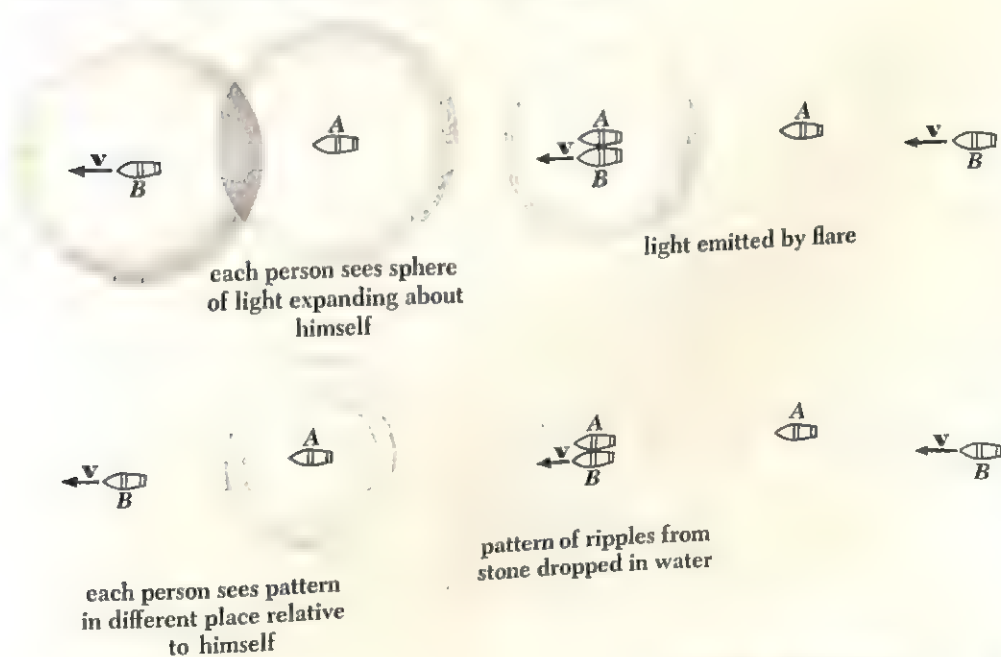 A
v
B
A
v
B
A
v
B
each person sees sphere
of light expanding about
himself
light emitted by flare
A
v
B
A
v
B
A
v
B
each person sees pattern
in different place relative
to himself
pattern of ripples from
stone dropped in water